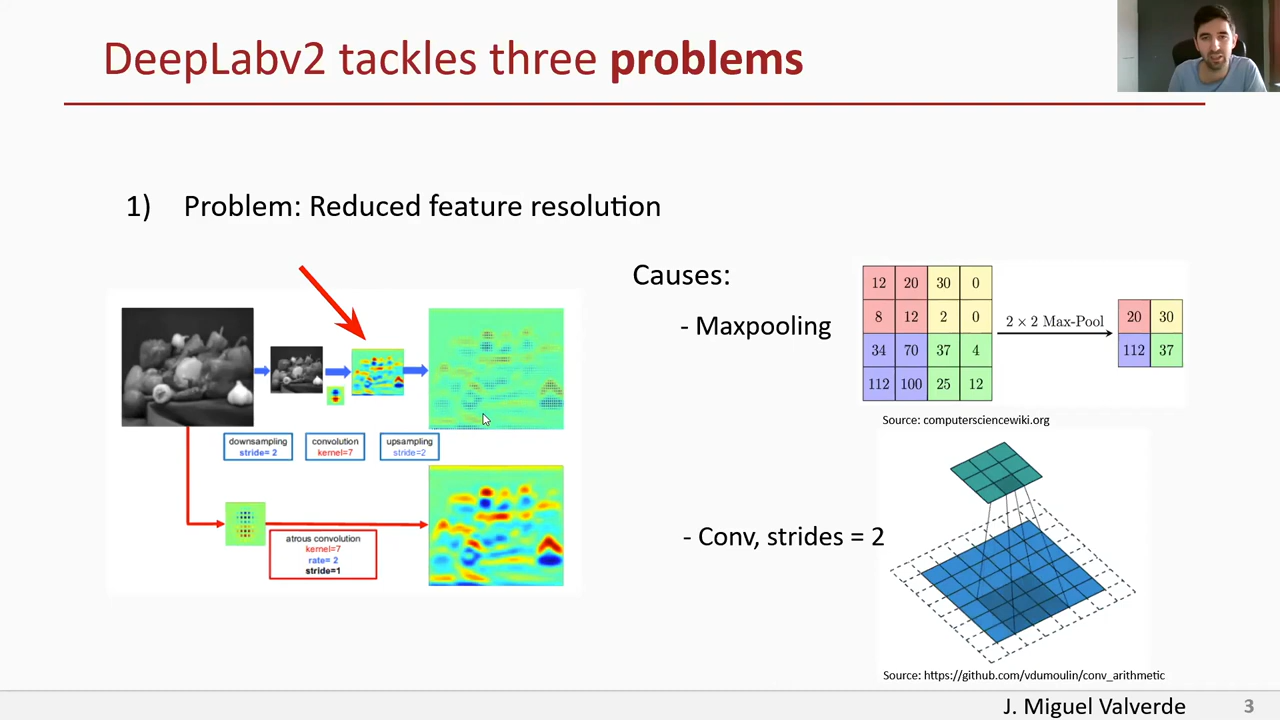 DeepLabv2 tackles three problems
1) Problem: Reduced feature resolution
Causes:
- Maxpooling
12 20 30 0
8 12 2 0
34 70 37 4
112 100 25 12
2 × 2 Max-Pool
20 30
112 37
Source: computersciencewiki.org
downsampling
stride= 2
convolution
kernel=7
upsampling
stride=2
atrous convolution
kernel=7
rate= 2
stride=1
- Conv, strides = 2
Source: https://github.com/vdumoulin/conv_arithmetic
J. Miguel Valverde
3